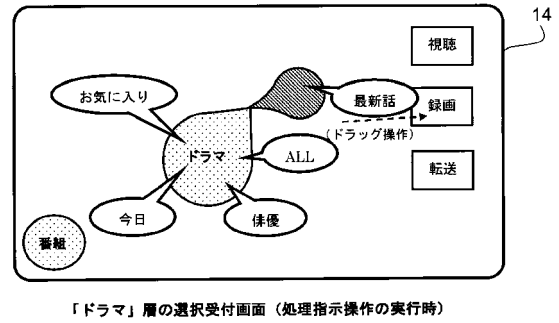 14
視聴
お気に入り
最新話
録画
(ドラッグ操作)
ドラマ
ALL
転送
今日
俳優
番組
「ドラマ」層の選択受付画面（処理指示操作の実行時）